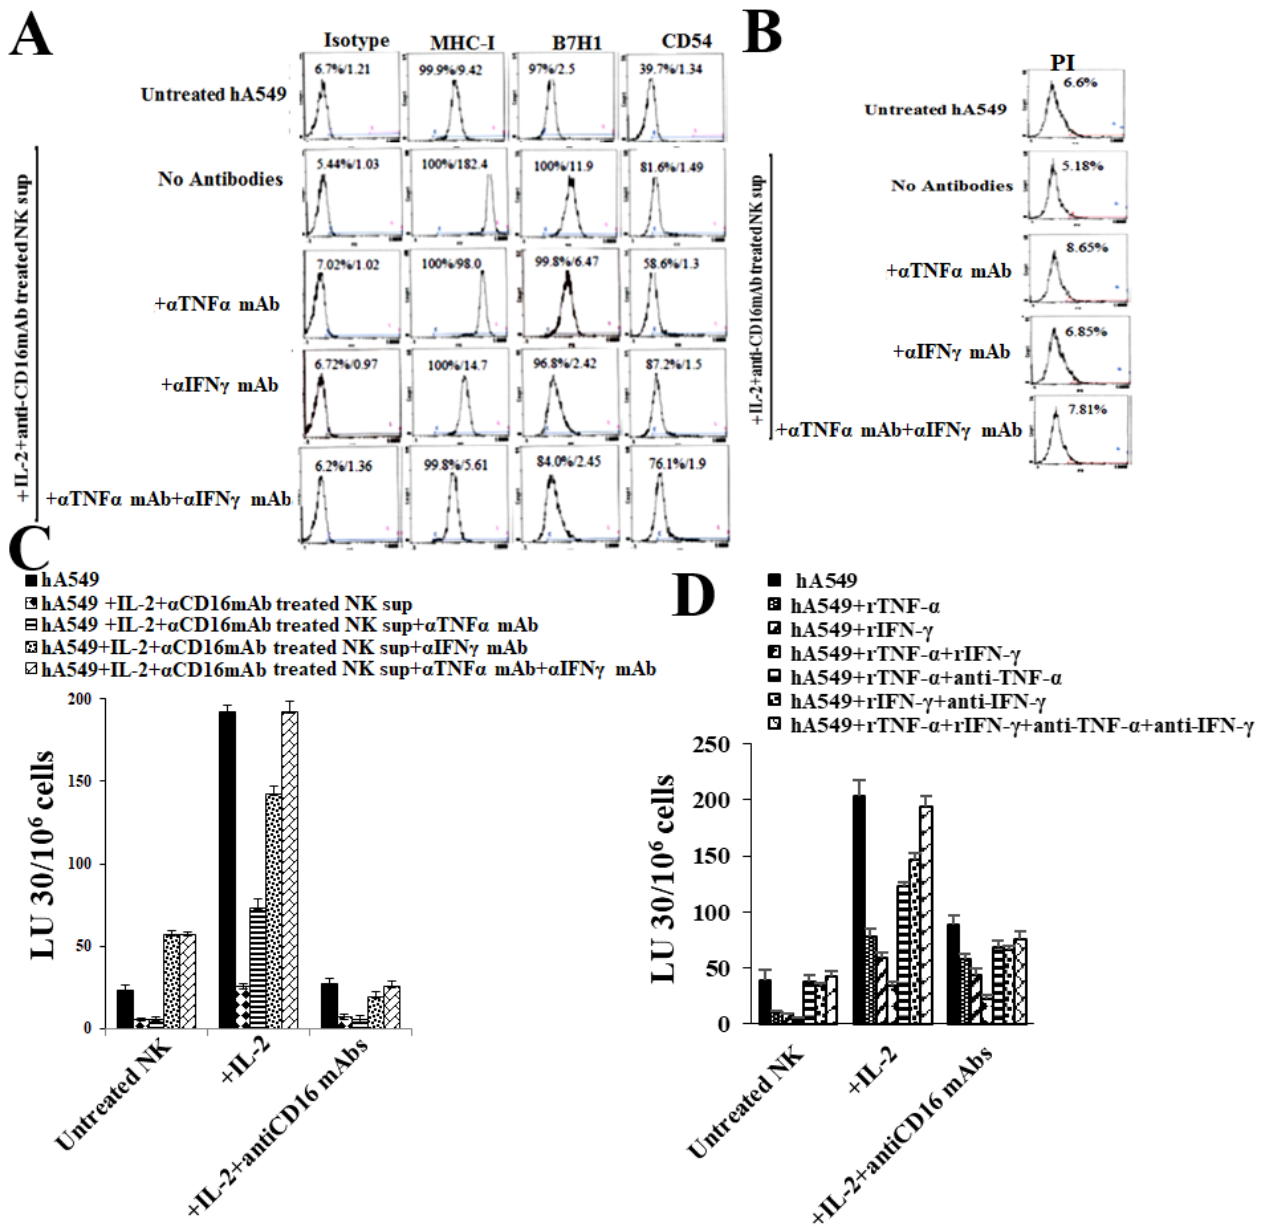 A
Isotype MHC-I B7H1 CD54
Untreated hA549
6.7%/1.21 99.9%/9.42 97%/2.5 39.7%/1.34
+IL-2+anti-CD16mAb treated NK sup
No Antibodies
5.44%/1.03 100%/182.4 100%/11.9 81.6%/1.49
+αTNFα mAb
7.02%/1.02 100%/98.0 99.8%/6.47 58.6%/1.3
+αIFNγ mAb
6.72%/0.97 100%/14.7 96.8%/2.42 87.2%/1.5
+αTNFα mAb+αIFNγ mAb
6.2%/1.36 99.8%/5.61 84.0%/2.45 76.1%/1.9
B
PI
Untreated hA549
6.6%
+IL-2+anti-CD16mAb treated NK sup
No Antibodies
5.18%
+αTNFα mAb
8.65%
+αIFNγ mAb
6.85%
+αTNFα mAb+αIFNγ mAb
7.81%
C
hA549
hA549 +IL-2+αCD16mAb treated NK sup
hA549 +IL-2+αCD16mAb treated NK sup+αTNFα mAb
hA549+IL-2+αCD16mAb treated NK sup+αIFNγ mAb
hA549+IL-2+αCD16mAb treated NK sup+αTNFα mAb+αIFNγ mAb
LU 30/10⁶ cells
200
150
100
50
0
Untreated NK
+IL-2
+IL-2+antiCD16 mAbs
D
hA549
hA549+rTNF-α
hA549+rIFN-γ
hA549+rTNF-α+rIFN-γ
hA549+rTNF-α+anti-TNF-α
hA549+rIFN-γ+anti-IFN-γ
hA549+rTNF-α+rIFN-γ+anti-TNF-α+anti-IFN-γ
LU 30/10⁶ cells
250
200
150
100
50
0
Untreated NK
+IL-2
+IL-2+antiCD16 mAbs